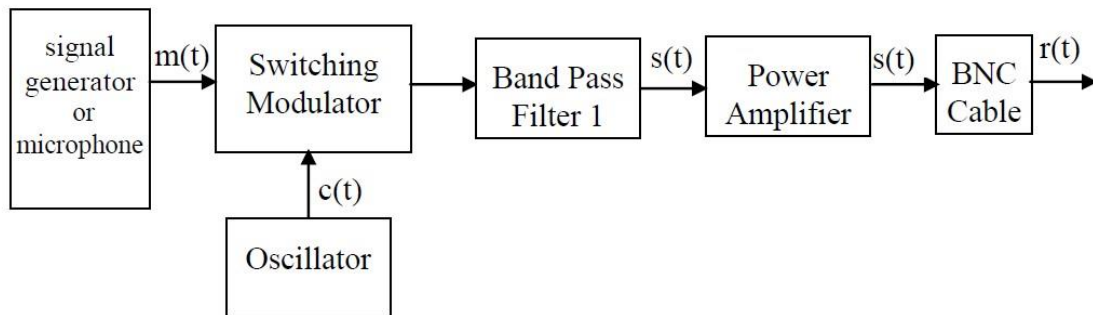 signal
generator
or
microphone
m(t)
Switching
Modulator
c(t)
Oscillator
Band Pass
Filter 1
s(t)
Power
Amplifier
s(t)
BNC
Cable
r(t)